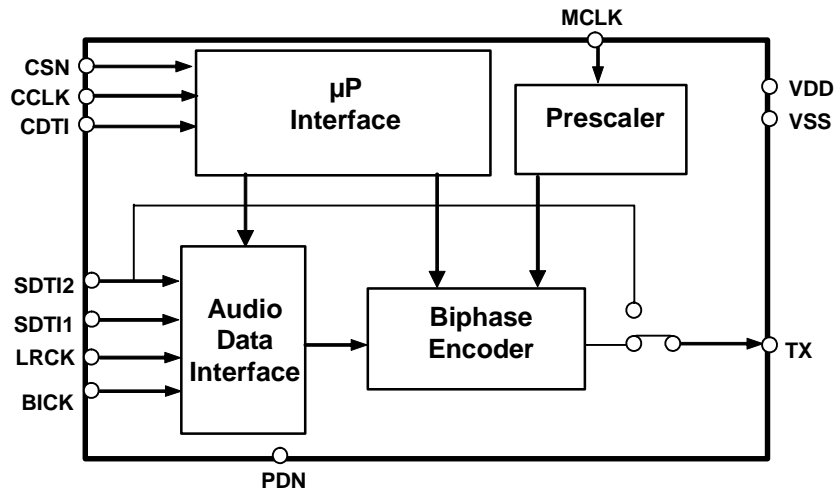 MCLK
CSN
CCLK
CDTI
µP
Interface
Prescaler
VDD
VSS
SDTI2
SDTI1
LRCK
BICK
Audio
Data
Interface
Biphase
Encoder
TX
PDN